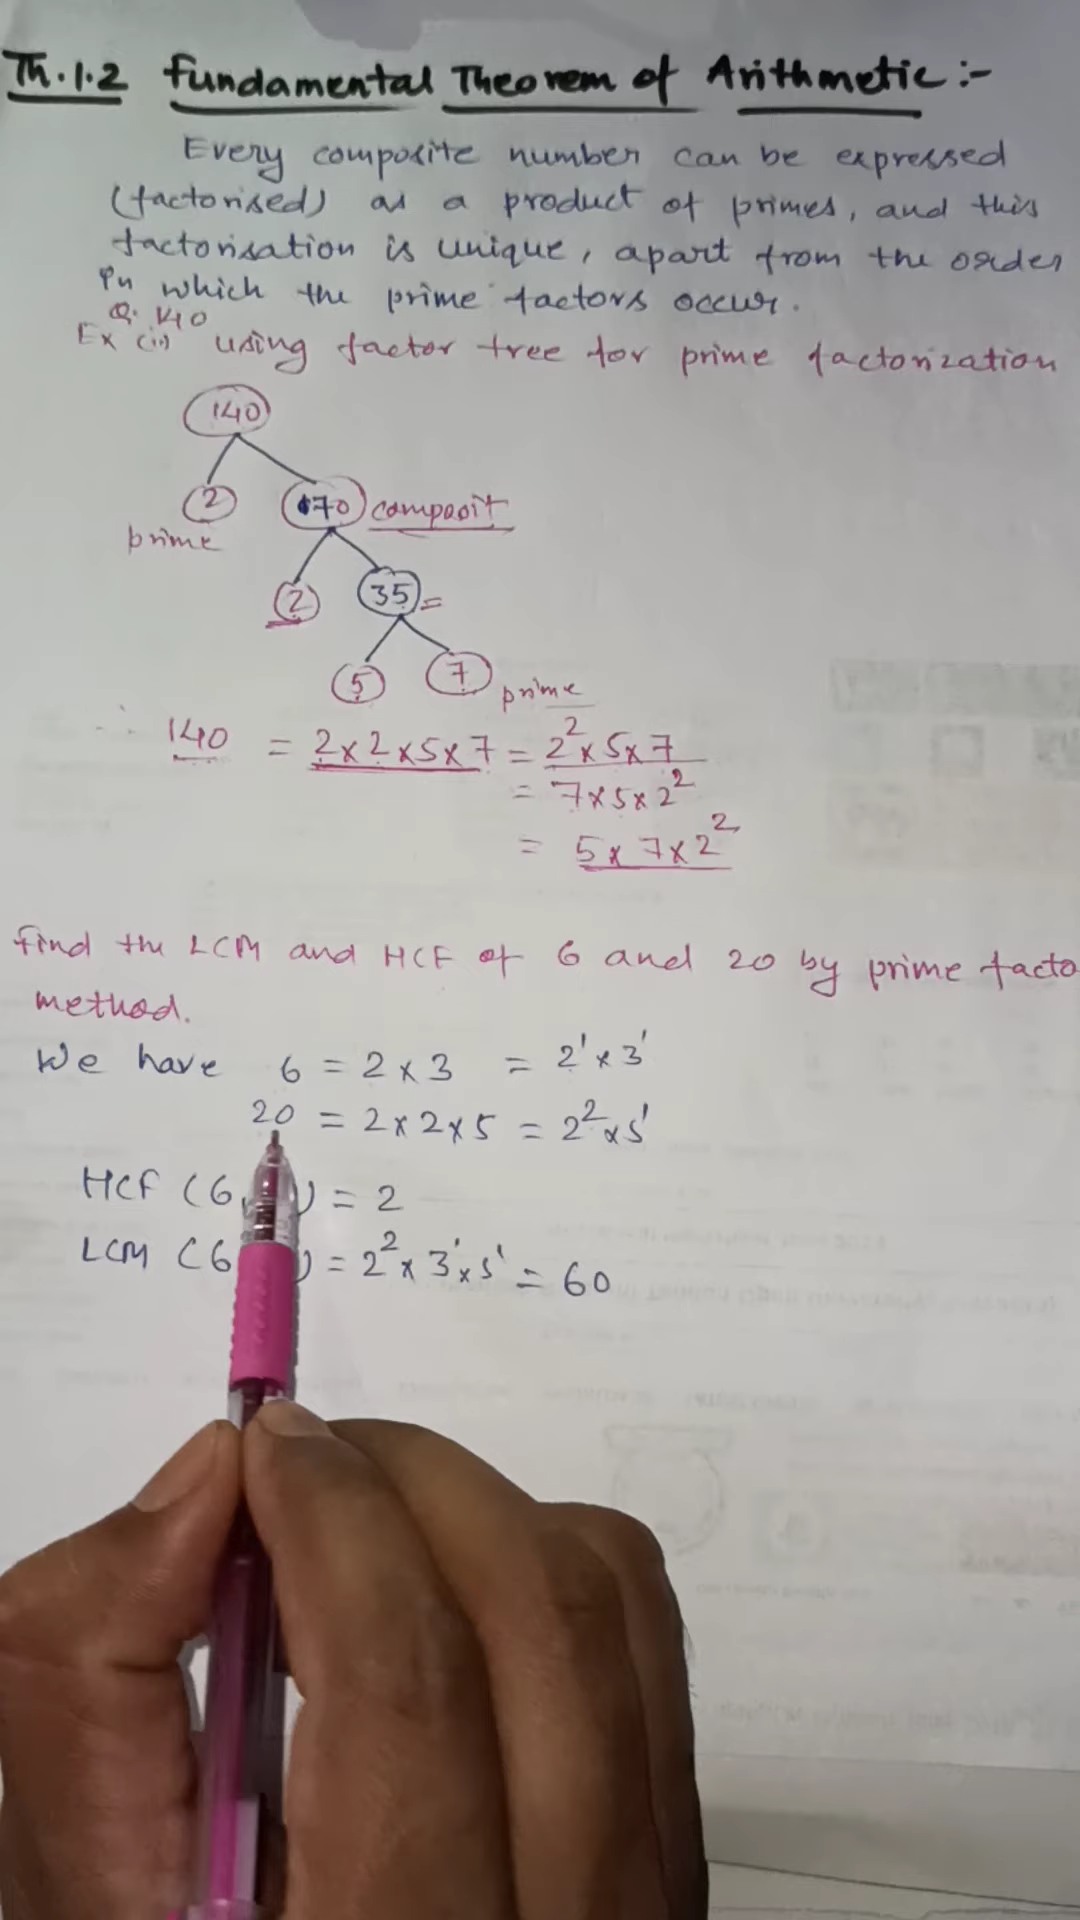 Th.1.2 Fundamental Theorem of Arithmetic:-
Every composite number can be expressed
(factorised) as a product of primes, and this
factorisation is unique, apart from the order
in which the prime factors occur.
Q. 140
Ex (ii) using factor tree for prime factorization
140
2 70 composit
prime
2 35 =
5 7 prime
∴ 140 = 2×2×5×7 = 2²×5×7
= 7×5×2²
= 5×7×2²
find the LCM and HCF of 6 and 20 by prime facto
method.
We have 6 = 2×3 = 2¹×3¹
20 = 2×2×5 = 2²×5¹
HCF (6, ) = 2
LCM (6 ) = 2²×3¹×5¹ = 60